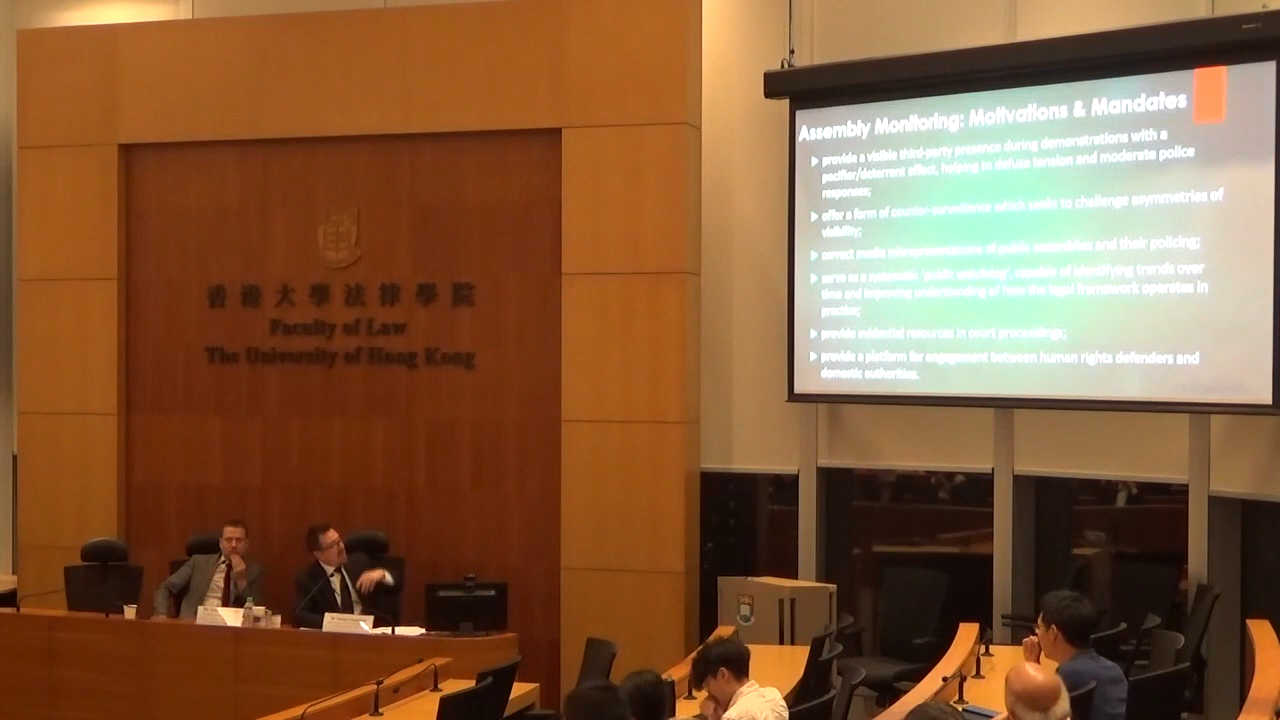 香港大學法律學院
Faculty of Law
The University of Hong Kong
Assembly Monitoring: Motivations & Mandates
provide a visible third-party presence during demonstrations with a
pacifier/deterrent effect, helping to defuse tension and moderate police
responses;
offer a form of counter-surveillance which seeks to challenge asymmetries of
visibility;
correct media misrepresentations of public assemblies and their policing;
serve as a systematic 'public watching', capable of identifying trends over
time and improving understanding of how the legal framework operates in
practice;
provide evidential resources in court proceedings;
provide a platform for engagement between human rights defenders and
domestic authorities.